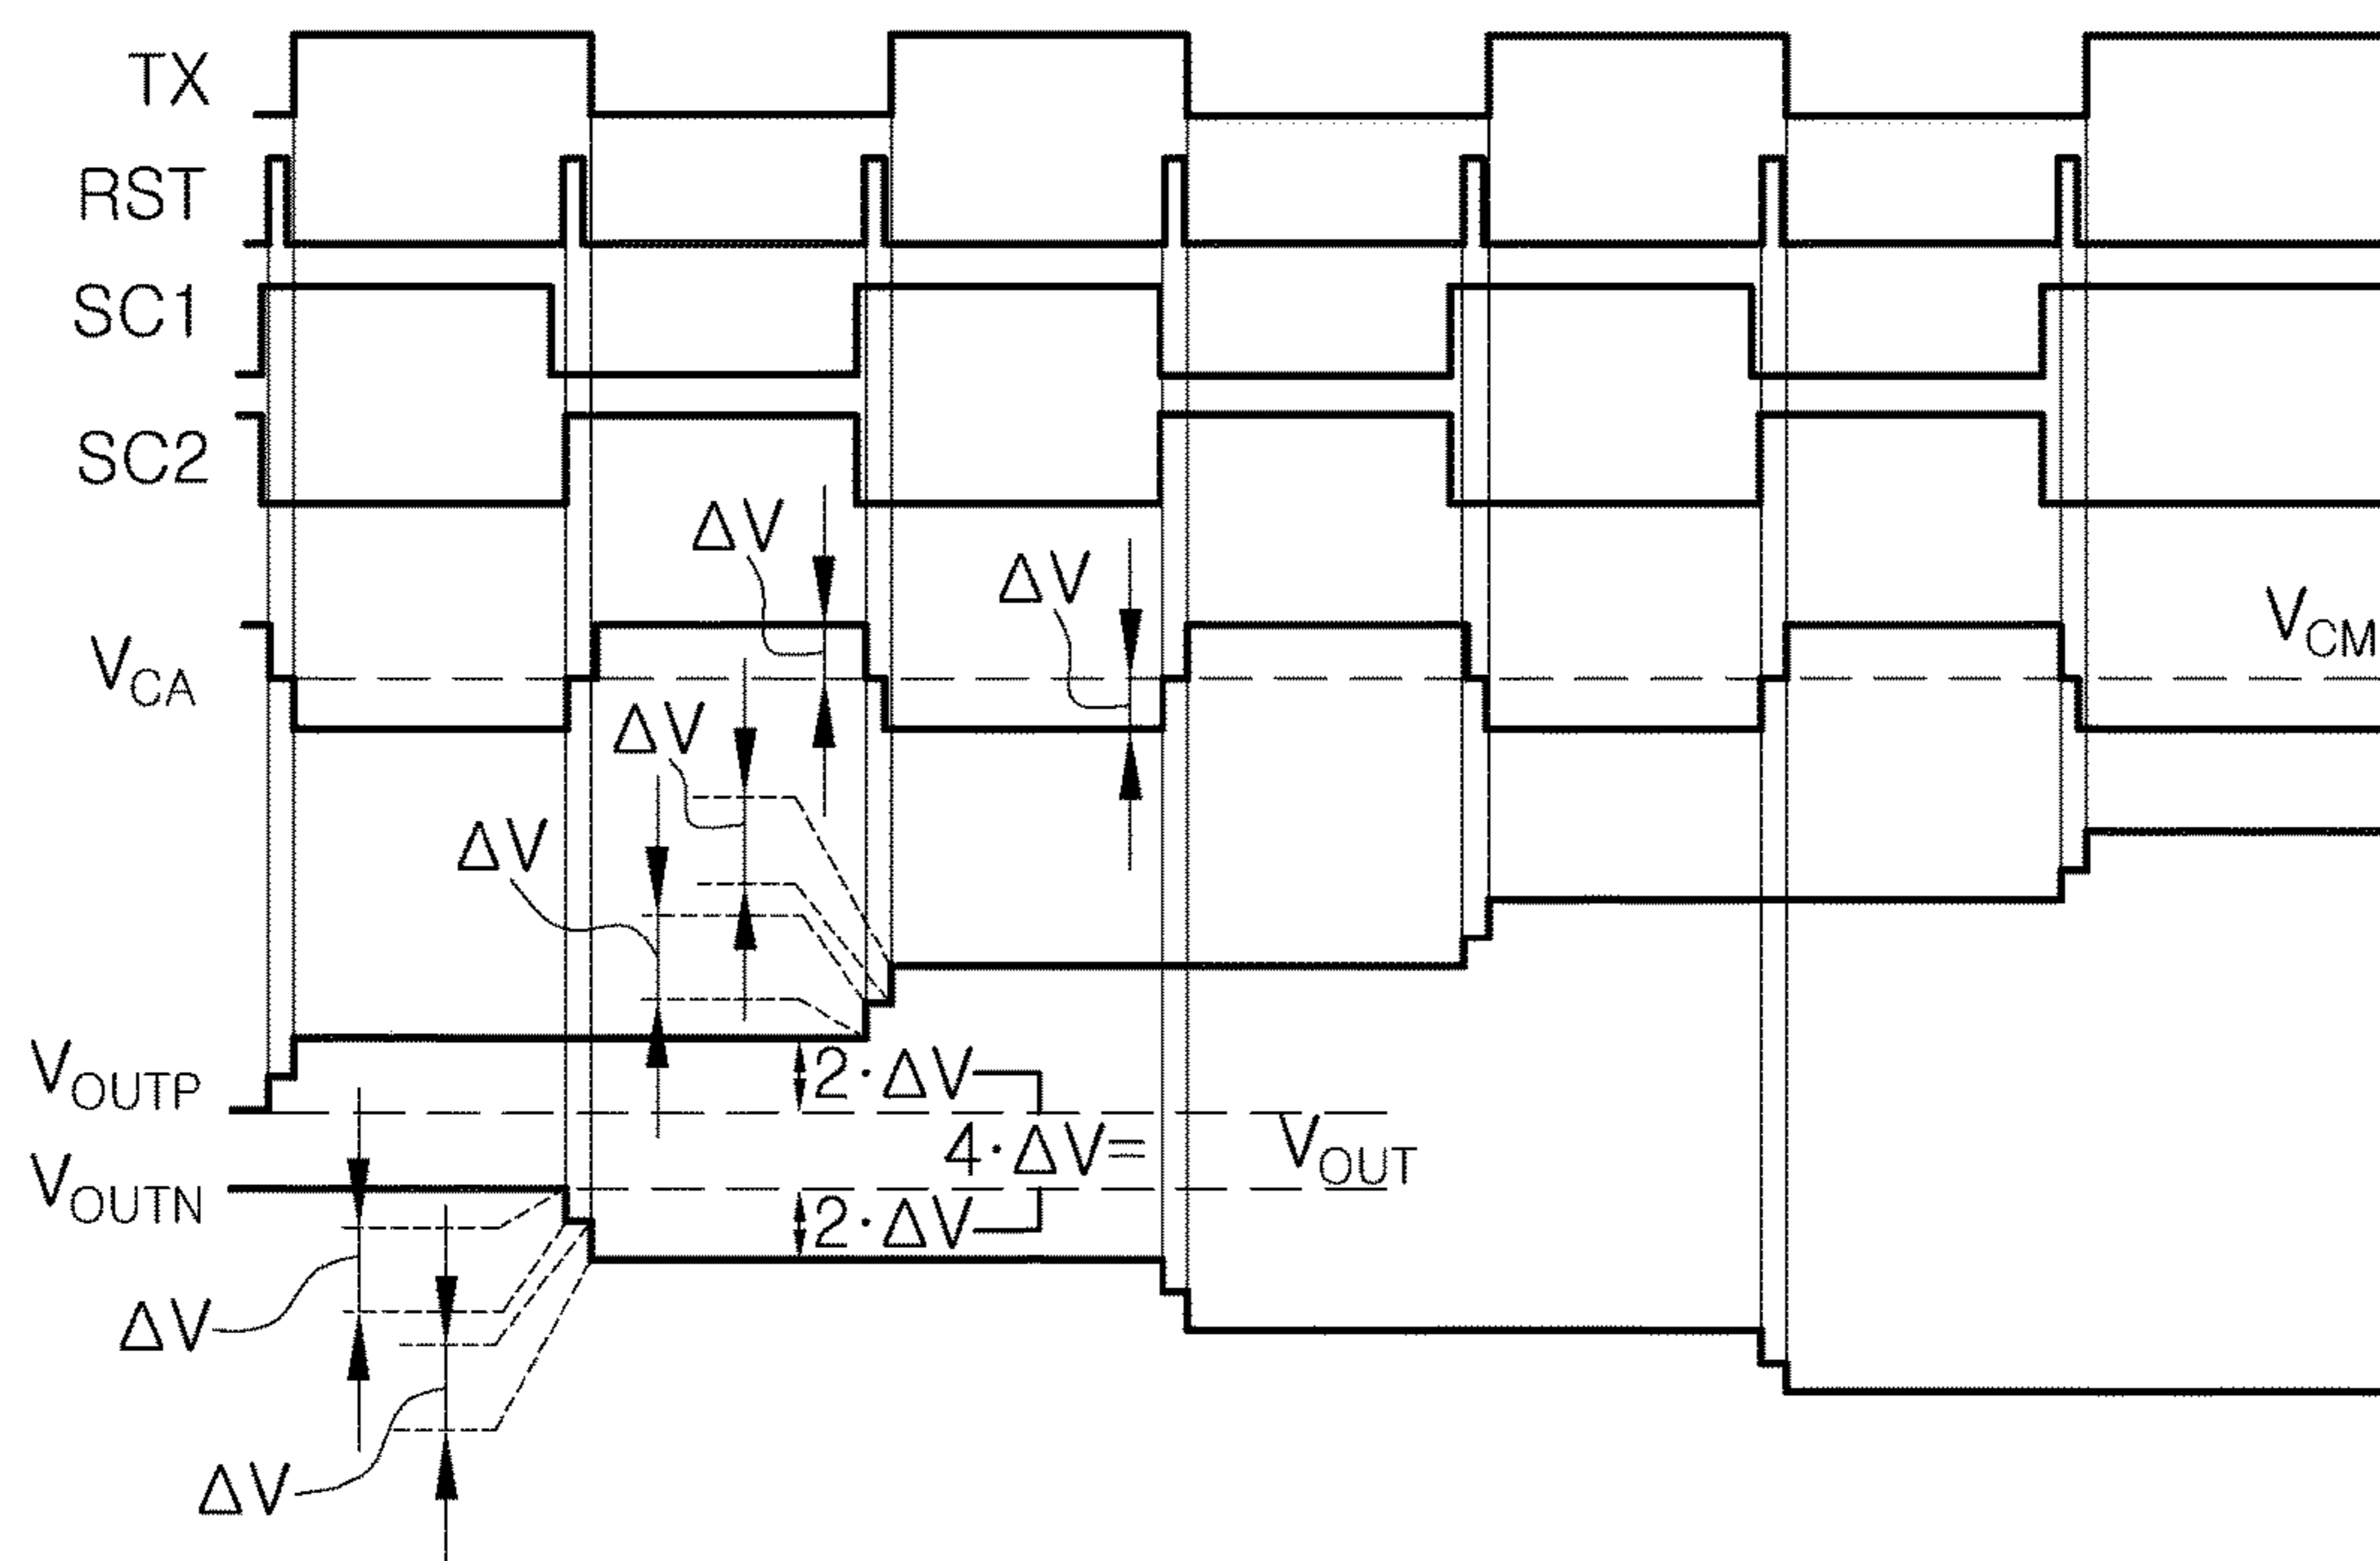 TX
RST
SC1
SC2
ΔV
ΔV
V_CM
V_CA
ΔV
ΔV
V_OUTP
2·ΔV
4·ΔV=
V_OUT
V_OUTN
2·ΔV
ΔV
ΔV